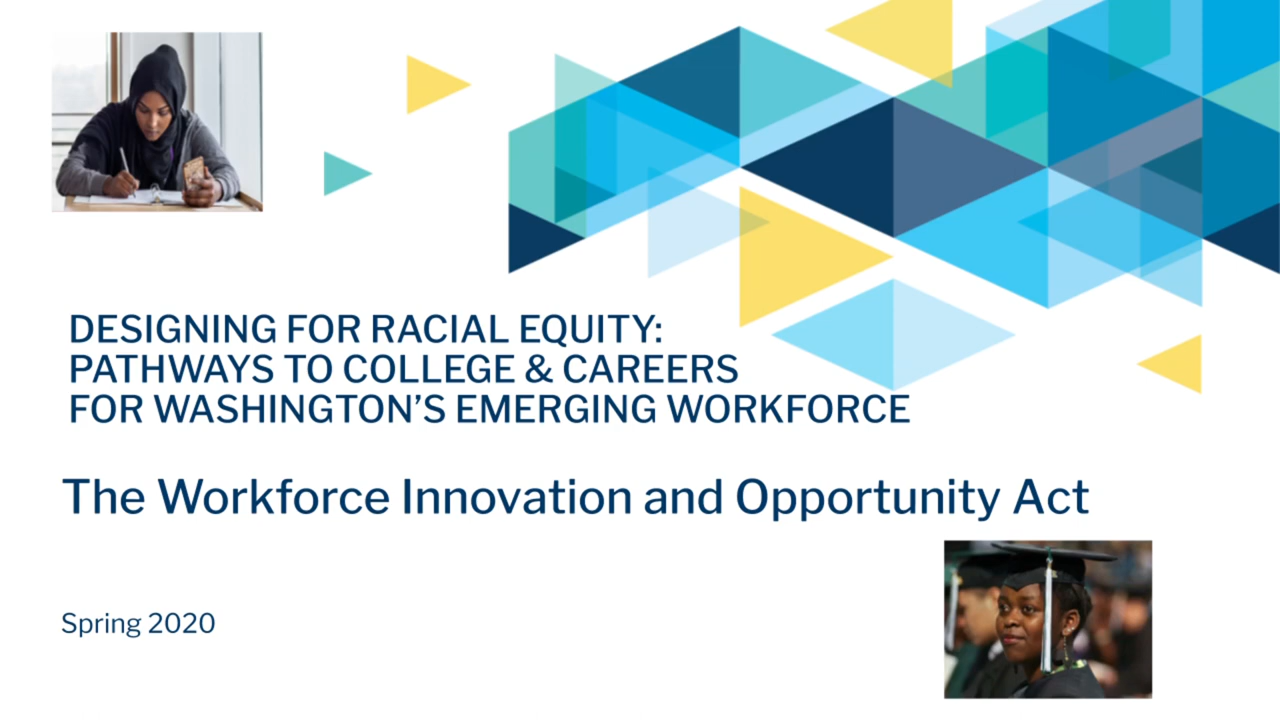 DESIGNING FOR RACIAL EQUITY:
PATHWAYS TO COLLEGE & CAREERS
FOR WASHINGTON’S EMERGING WORKFORCE
The Workforce Innovation and Opportunity Act
Spring 2020